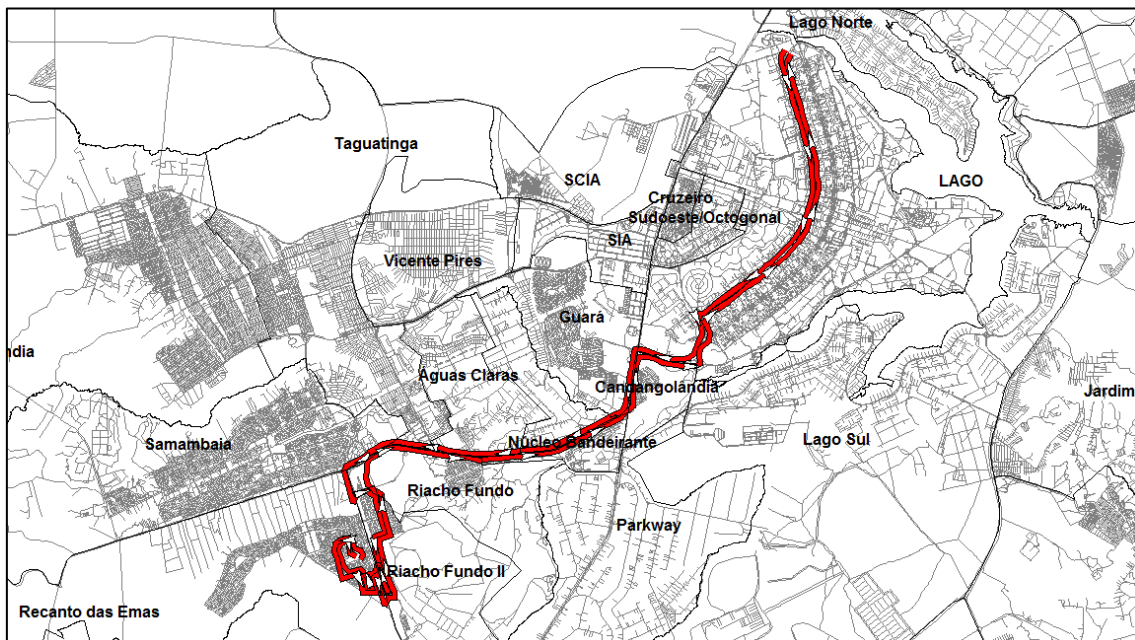 Lago Norte
Taguatinga
SCIA
LAGO
Cruzeiro
Sudoeste/Octogonal
SIA
Vicente Pires
Guará
ndia
Águas Claras
Candangolândia
Jardim
Samambaia
Núcleo Bandeirante
Lago Sul
Riacho Fundo
Parkway
Riacho Fundo II
Recanto das Emas